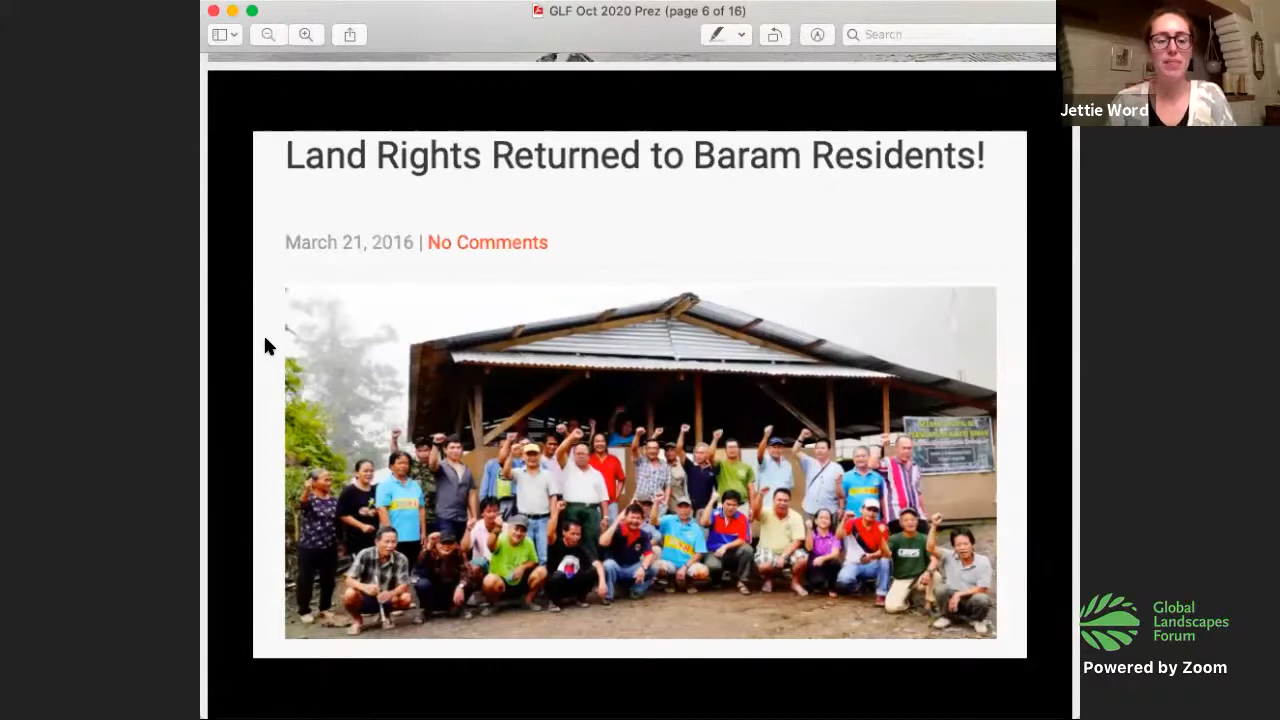 GLF Oct 2020 Prez (page 6 of 16)
Search
Jettie Word
Land Rights Returned to Baram Residents!
March 21, 2016 | No Comments
Global
Landscapes
Forum
Powered by Zoom